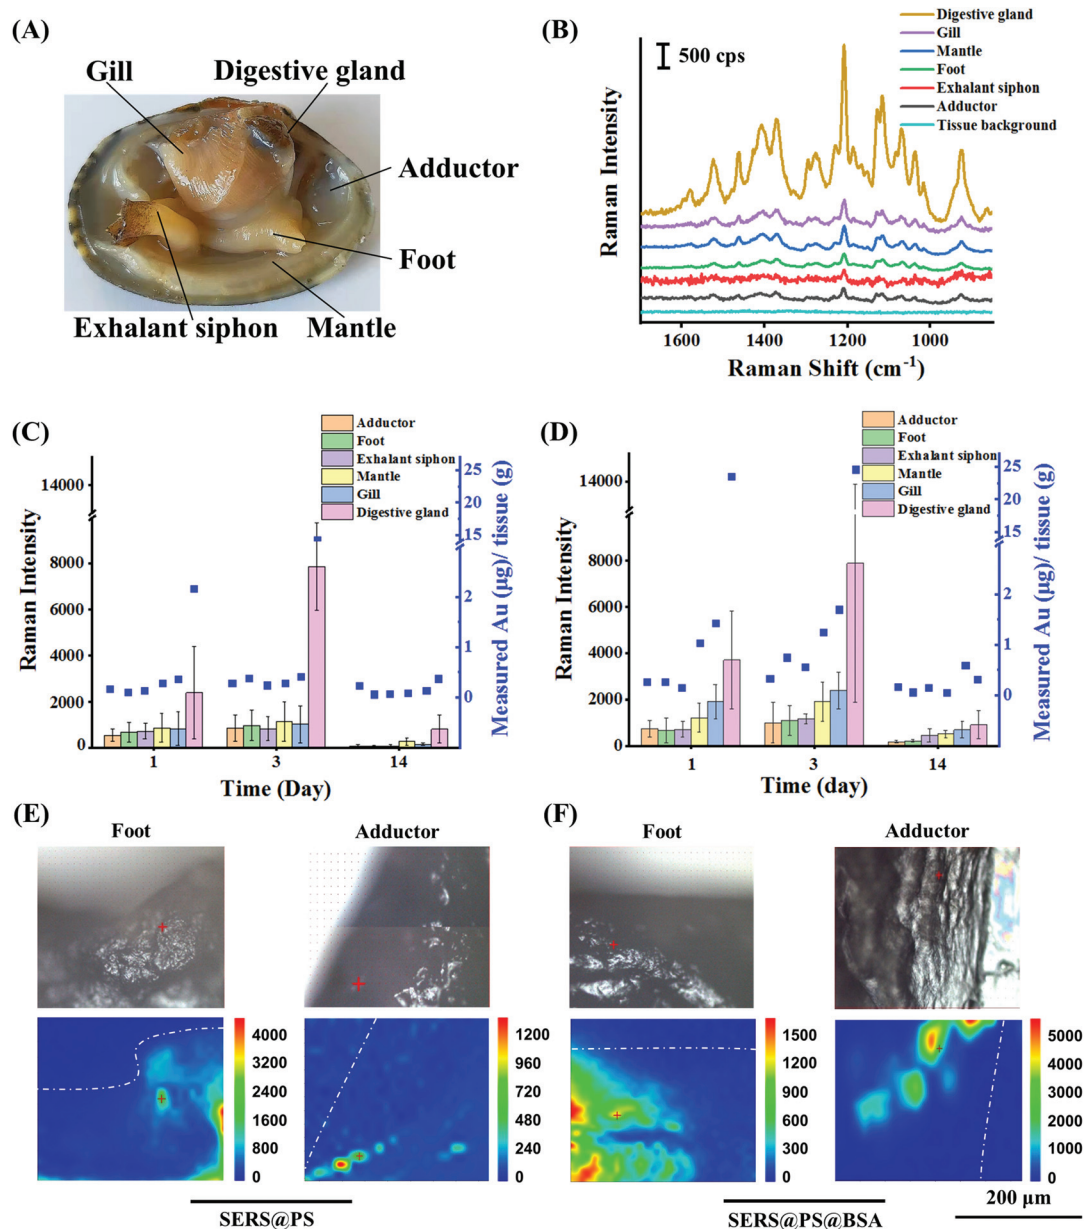 (A)
Gill
Digestive gland
Adductor
Foot
Exhalant siphon
Mantle
(B)
500 cps
Digestive gland
Gill
Mantle
Foot
Exhalant siphon
Adductor
Tissue background
Raman Intensity
1600
1400
1200
1000
Raman Shift (cm⁻¹)
(C)
Adductor
Foot
Exhalant siphon
Mantle
Gill
Digestive gland
14000
8000
6000
4000
2000
0
Raman Intensity
25
20
15
2
1
0
Measured Au (μg)/ tissue (g)
1
3
14
Time (Day)
(D)
Adductor
Foot
Exhalant siphon
Mantle
Gill
Digestive gland
14000
8000
6000
4000
2000
0
Raman Intensity
25
20
15
2
1
0
Measured Au (μg)/ tissue (g)
1
3
14
Time (day)
(E)
Foot
Adductor
4000
3200
2400
1600
800
0
1200
960
720
480
240
0
SERS@PS
(F)
Foot
Adductor
1500
1200
900
600
300
0
5000
4000
3000
2000
1000
0
SERS@PS@BSA
200 μm